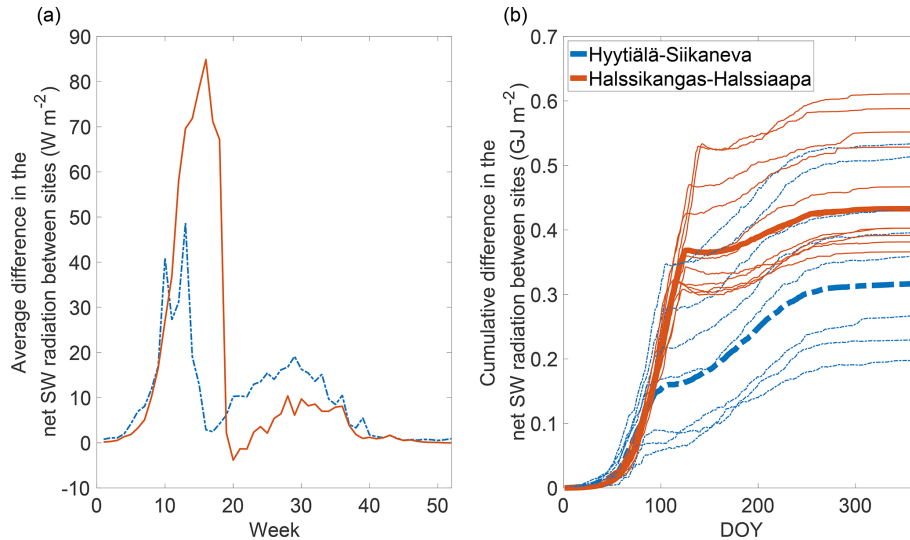 (a)
90
80
70
60
50
40
30
20
10
0
-10
0
10
20
30
40
50
Week
Average difference in the
net SW radiation between sites (W m⁻²)
(b)
0.7
0.6
0.5
0.4
0.3
0.2
0.1
0
0
100
200
300
DOY
Cumulative difference in the
net SW radiation between sites (GJ m⁻²)
Hyytiälä-Siikaneva
Halssikangas-Halssiaapa